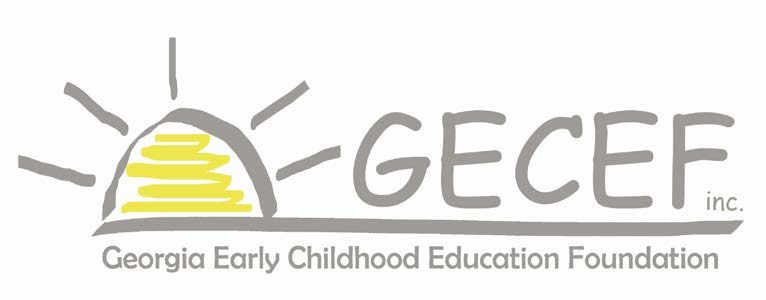 GECEF inc.
Georgia Early Childhood Education Foundation